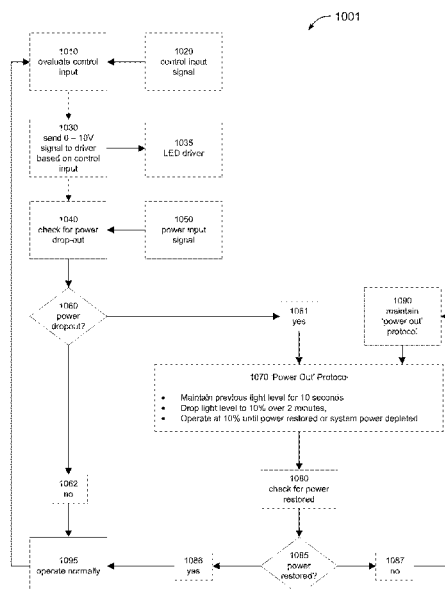 1001
1010
evaluate control
input
1020
control input
signal
1030
send 0 – 10V
signal to driver
based on control
input
1035
LED driver
1040
check for power
drop-out
1050
power input
signal
1060
power
dropout?
1061
yes
1090
maintain
'power out'
protocol
1070 'Power Out' Protocol
• Maintain previous light level for 10 seconds
• Drop light level to 10% over 2 minutes,
• Operate at 10% until power restored or system power depleted
1062
no
1080
check for power
restored
1095
operate normally
1086
yes
1085
power
restored?
1087
no